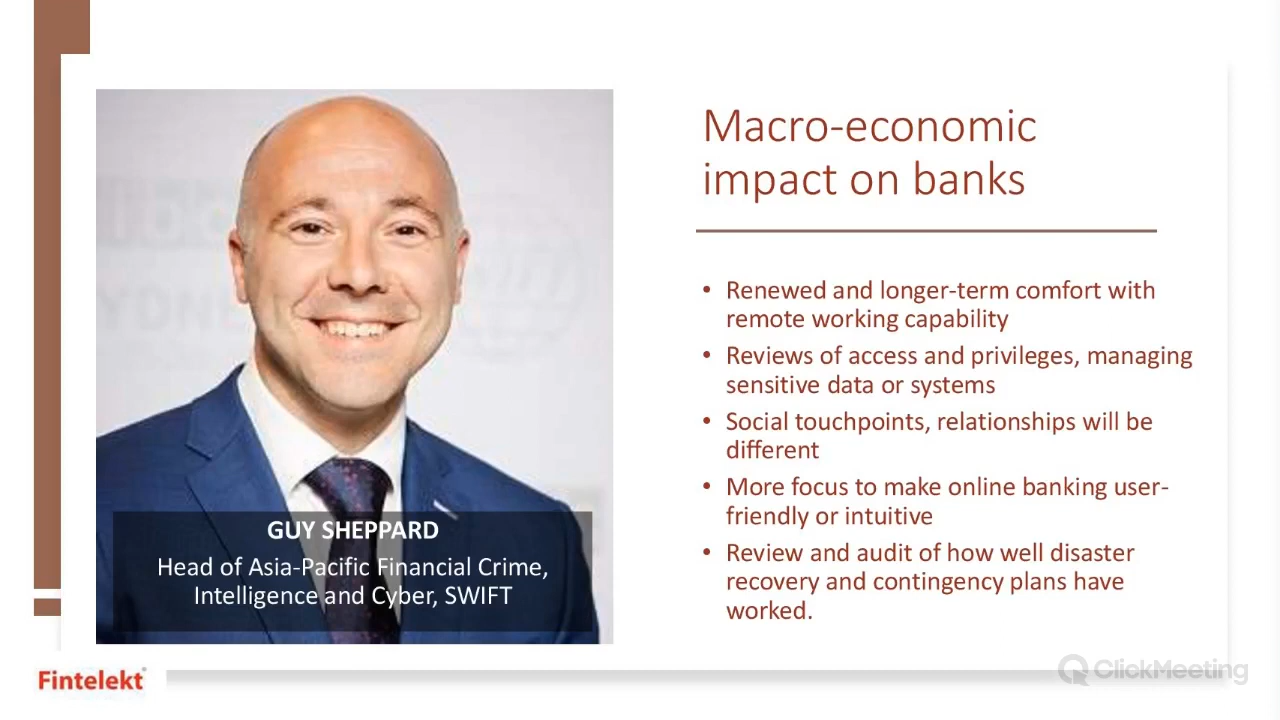 Macro-economic
impact on banks
• Renewed and longer-term comfort with
remote working capability
• Reviews of access and privileges, managing
sensitive data or systems
• Social touchpoints, relationships will be
different
• More focus to make online banking user-
friendly or intuitive
• Review and audit of how well disaster
recovery and contingency plans have
worked.
GUY SHEPPARD
Head of Asia-Pacific Financial Crime,
Intelligence and Cyber, SWIFT
Fintelekt
ClickMeeting